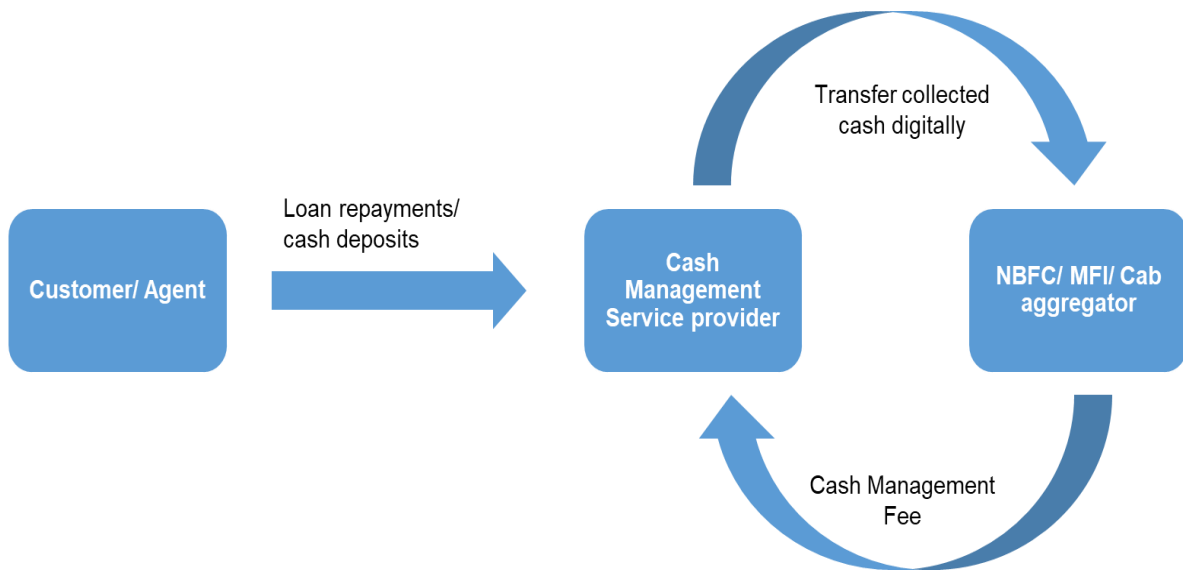 Transfer collected
cash digitally
Loan repayments/
cash deposits
Customer/ Agent
Cash
Management
Service provider
NBFC/ MFI/ Cab
aggregator
Cash Management
Fee